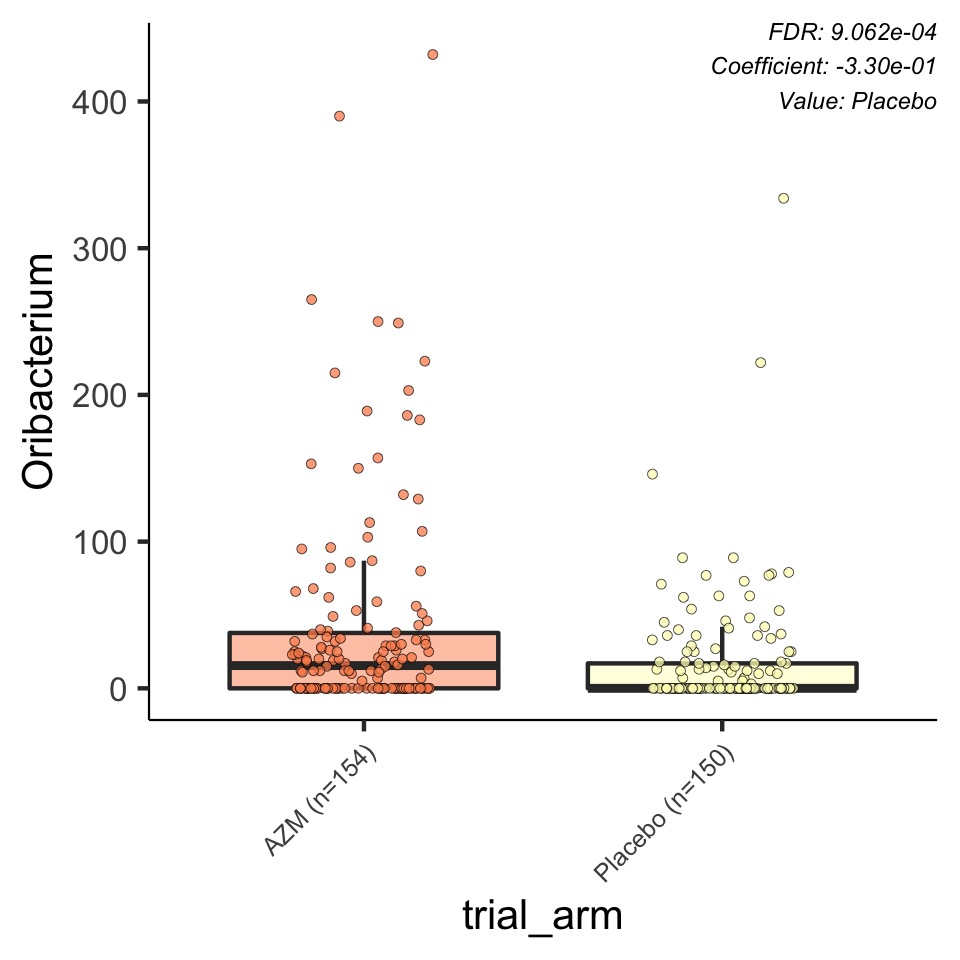 FDR: 9.062e-04
Coefficient: -3.30e-01
Value: Placebo
400
300
200
100
0
Oribacterium
AZM (n=154)
Placebo (n=150)
trial_arm